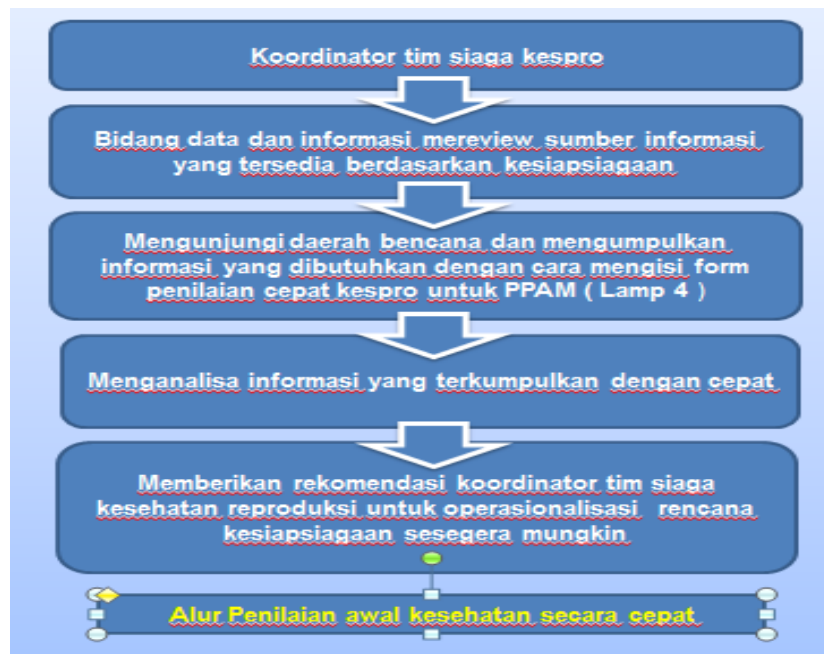 Koordinator tim siaga kespro
Bidang data dan informasi mereview sumber informasi
yang tersedia berdasarkan kesiapsiagaan
Mengunjungi daerah bencana dan mengumpulkan
informasi yang dibutuhkan dengan cara mengisi form
penilaian cepat kespro untuk PPAM ( Lamp 4 )
Menganalisa informasi yang terkumpulkan dengan cepat
Memberikan rekomendasi koordinator tim siaga
kesehatan reproduksi untuk operasionalisasi rencana
kesiapsiagaan sesegera mungkin
Alur Penilaian awal kesehatan secara cepat